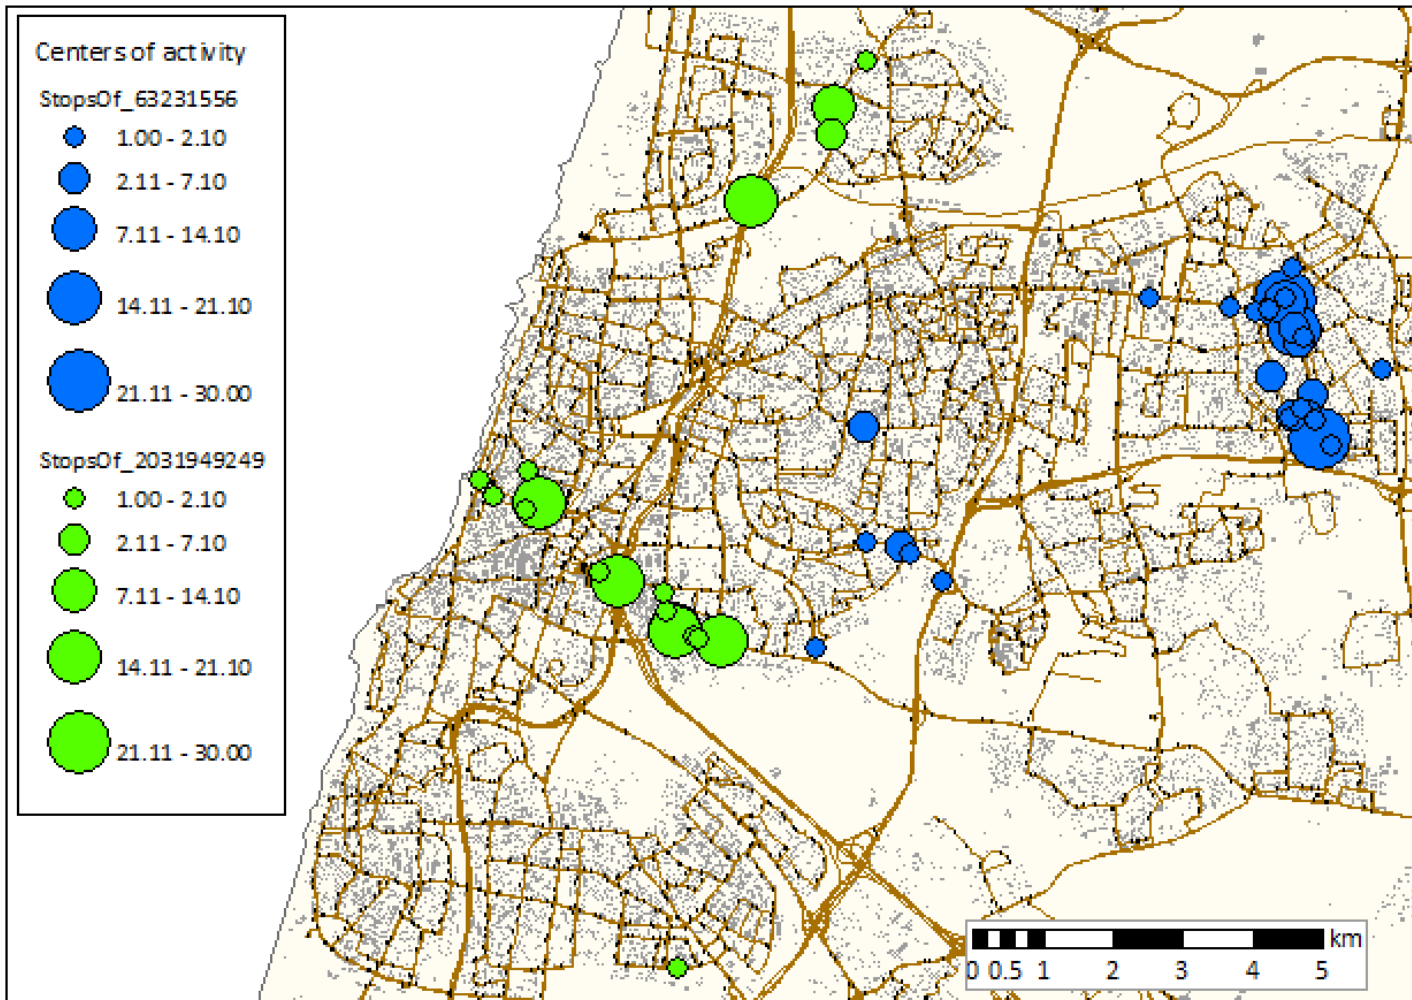 Centers of activity
StopsOf_63231556
1.00 - 2.10
2.11 - 7.10
7.11 - 14.10
14.11 - 21.10
21.11 - 30.00
StopsOf_2031949249
1.00 - 2.10
2.11 - 7.10
7.11 - 14.10
14.11 - 21.10
21.11 - 30.00
km
0 0.5 1 2 3 4 5